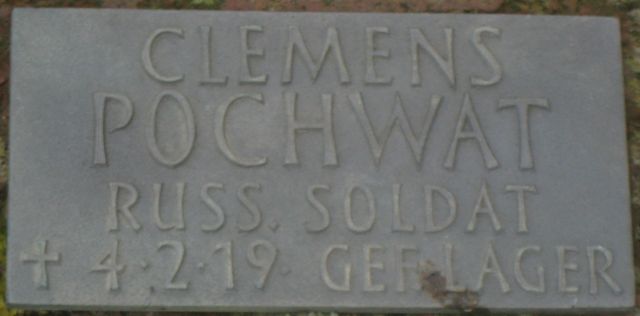 CLEMENS
POCHWAT
RUSS. SOLDAT
✝ 4.2.19. GEF. LAGER